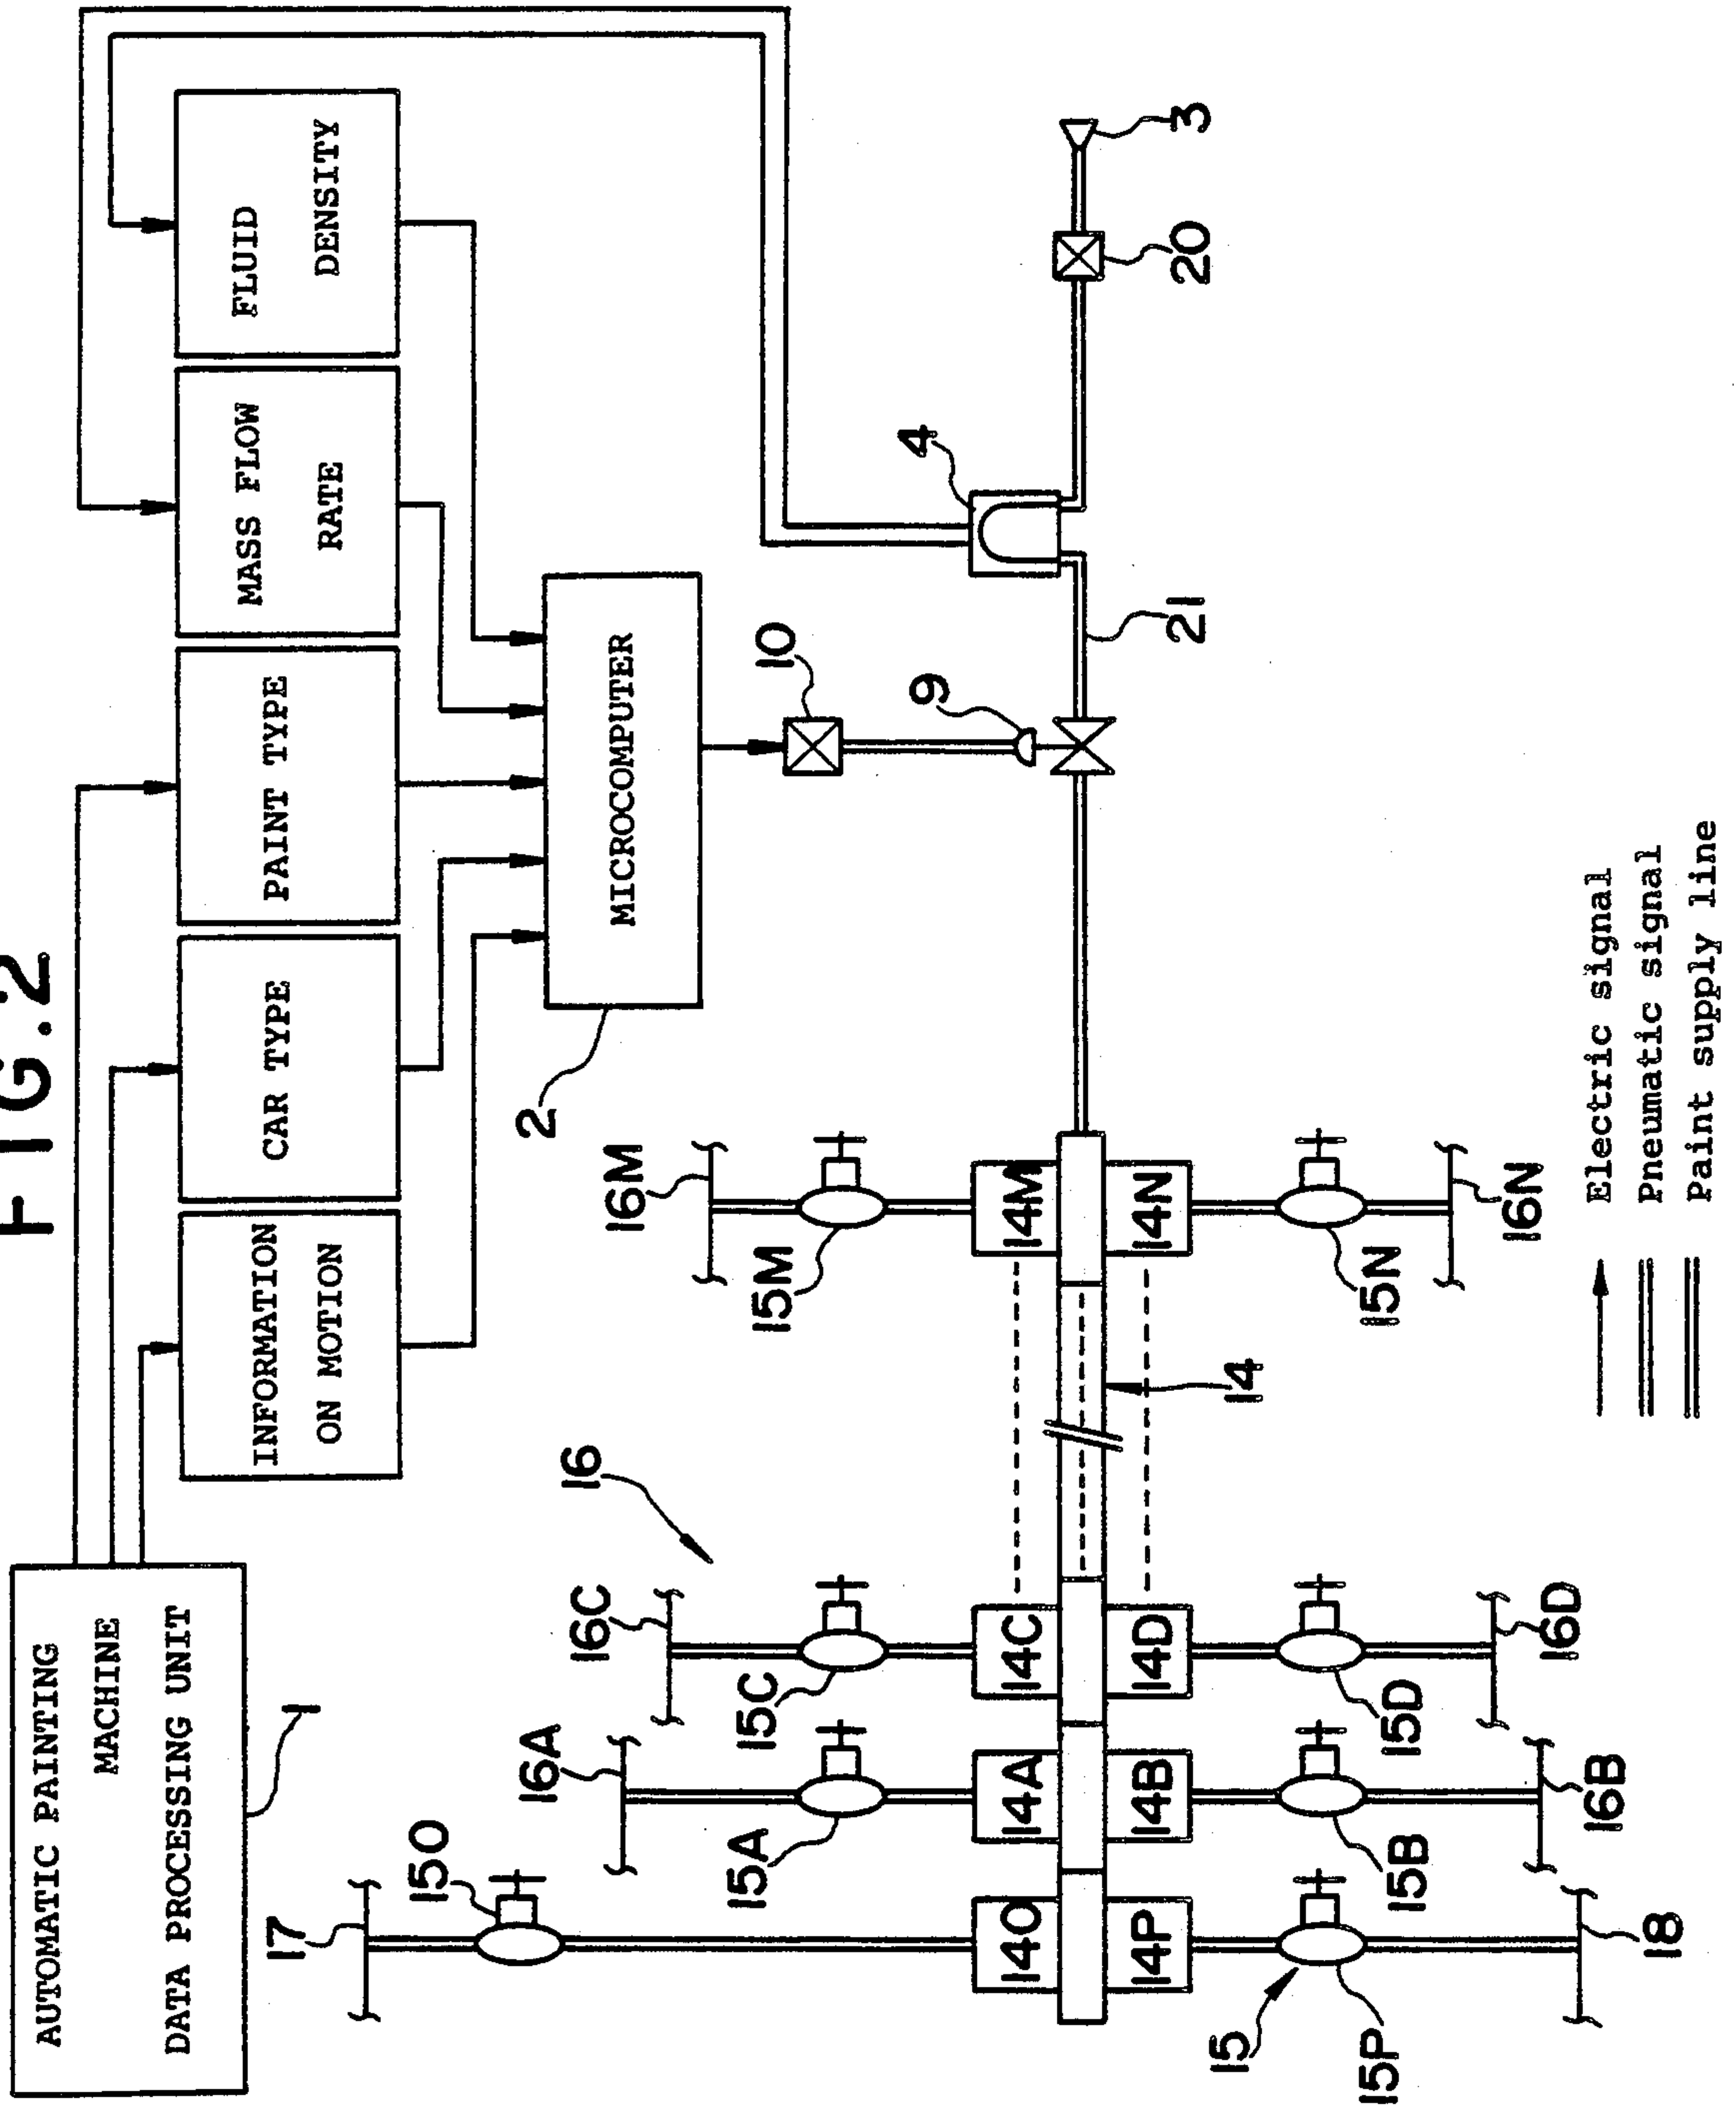 FIG.2
AUTOMATIC PAINTING
MACHINE
DATA PROCESSING UNIT
1
INFORMATION
ON MOTION
CAR TYPE
PAINT TYPE
MASS FLOW
RATE
FLUID
DENSITY
MICROCOMPUTER
2
10
9
4
21
20
3
17
150
16A
15A
16C
15C
16
16M
15M
140
14A
14C
14M
14P
14B
14D
14N
14
15
15P
18
15B
16B
15D
16D
15N
16N
Electric signal
Pneumatic signal
Paint supply line